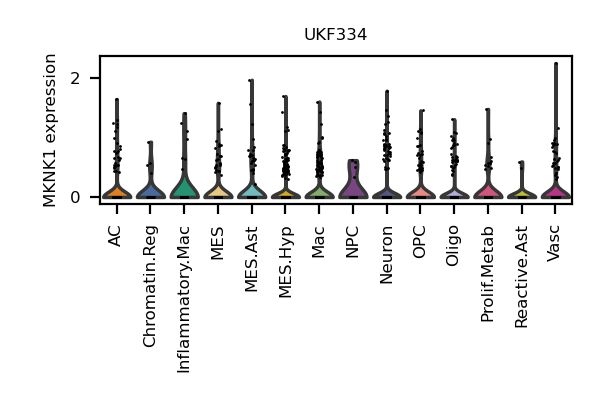 UKF334
MKNK1 expression
2
0
AC
Chromatin.Reg
Inflammatory.Mac
MES
MES.Ast
MES.Hyp
Mac
NPC
Neuron
OPC
Oligo
Prolif.Metab
Reactive.Ast
Vasc